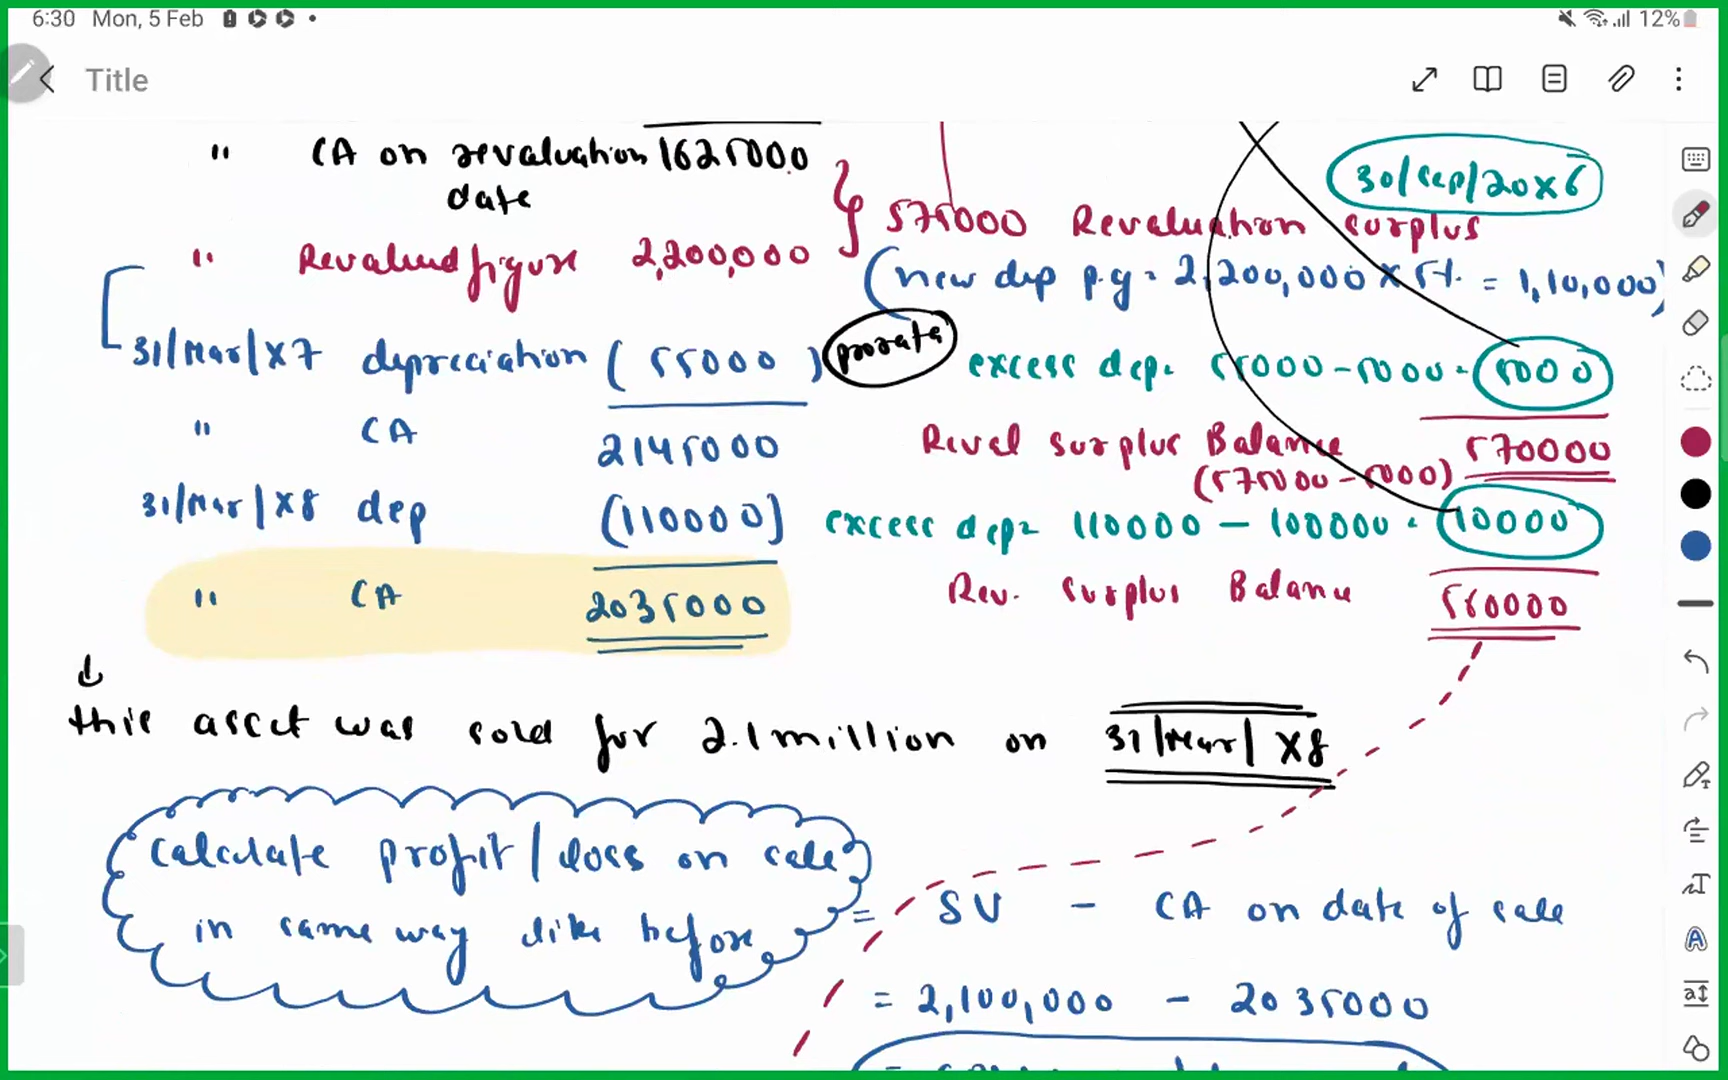 6:30 Mon, 5 Feb
12%
Title
" CA on revaluation 1625000
date
30/Sep/20X6
575000 Revaluation surplus
" Revalued figure 2,200,000
(new dep p.y = 2,200,000 x 5%. = 1,10,000)
31/Mar/X7 depreciation (55000) prorata excess dep = 55000 - 5000 = 5000
" CA 2145000
Reval surplus Balance 570000
(575000 - 5000)
31/Mar/X8 dep (110000) excess dep = 110000 - 100000 = 10000
" CA 2035000
Rev. surplus Balance 560000
↓
this asset was sold for 2.1 million on 31/Mar/X8
calculate profit/loss on sale
in same way like before
= SV - CA on date of sale
= 2,100,000 - 2035000